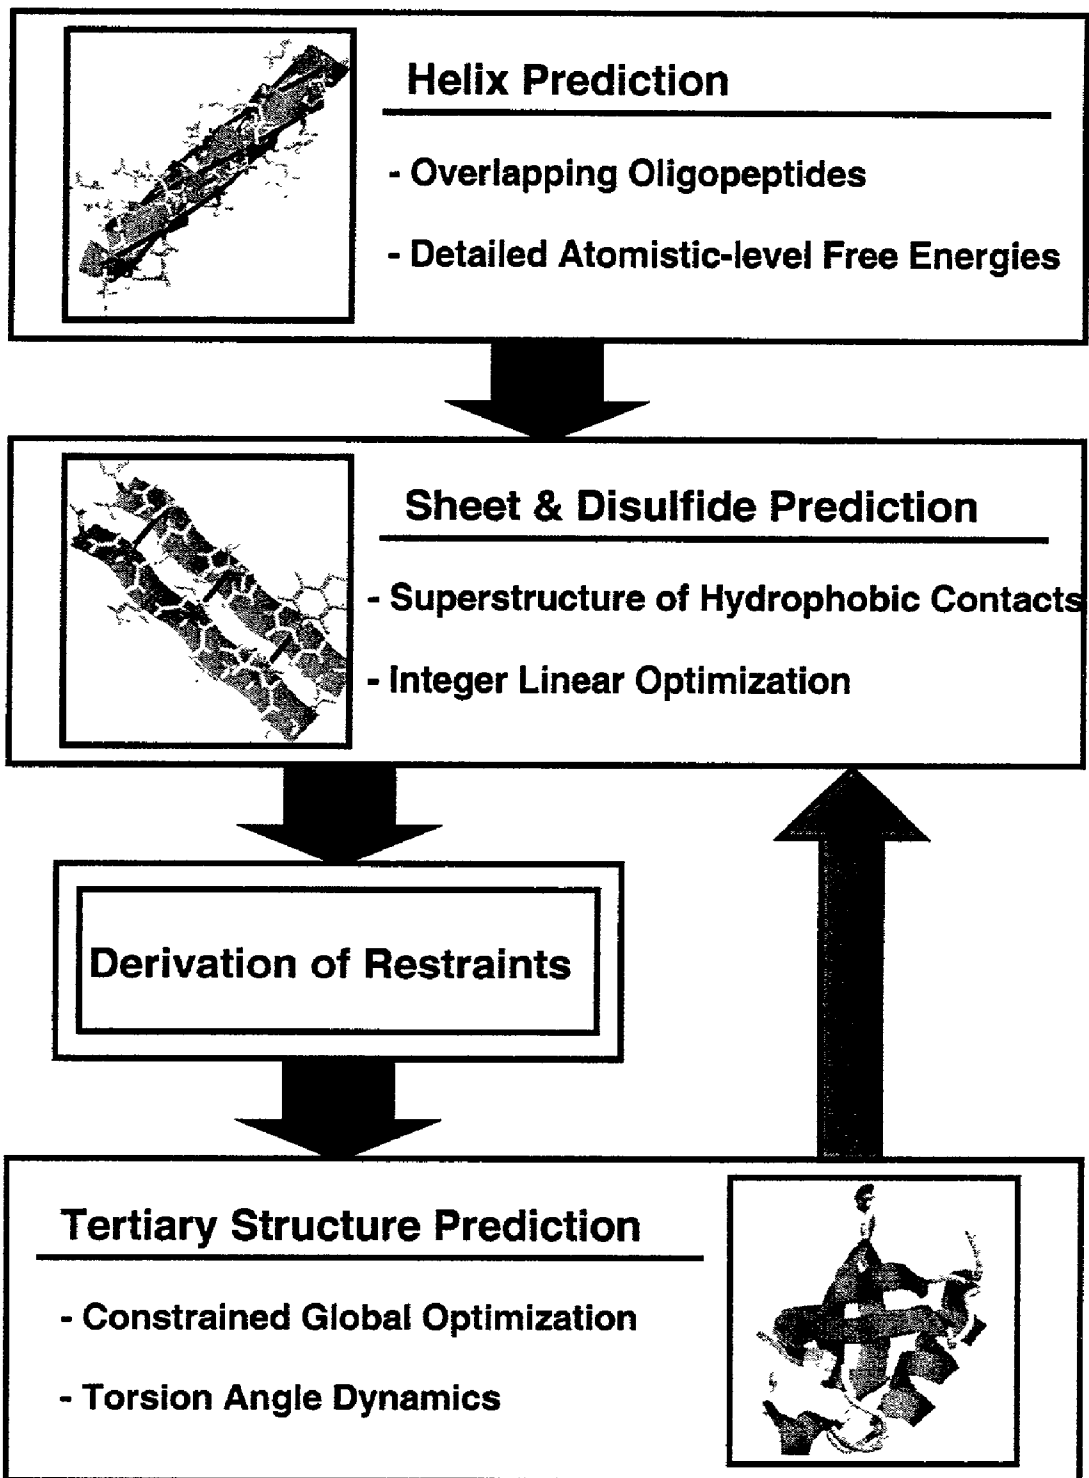 Helix Prediction
- Overlapping Oligopeptides
- Detailed Atomistic-level Free Energies
Sheet & Disulfide Prediction
- Superstructure of Hydrophobic Contacts
- Integer Linear Optimization
Derivation of Restraints
Tertiary Structure Prediction
- Constrained Global Optimization
- Torsion Angle Dynamics